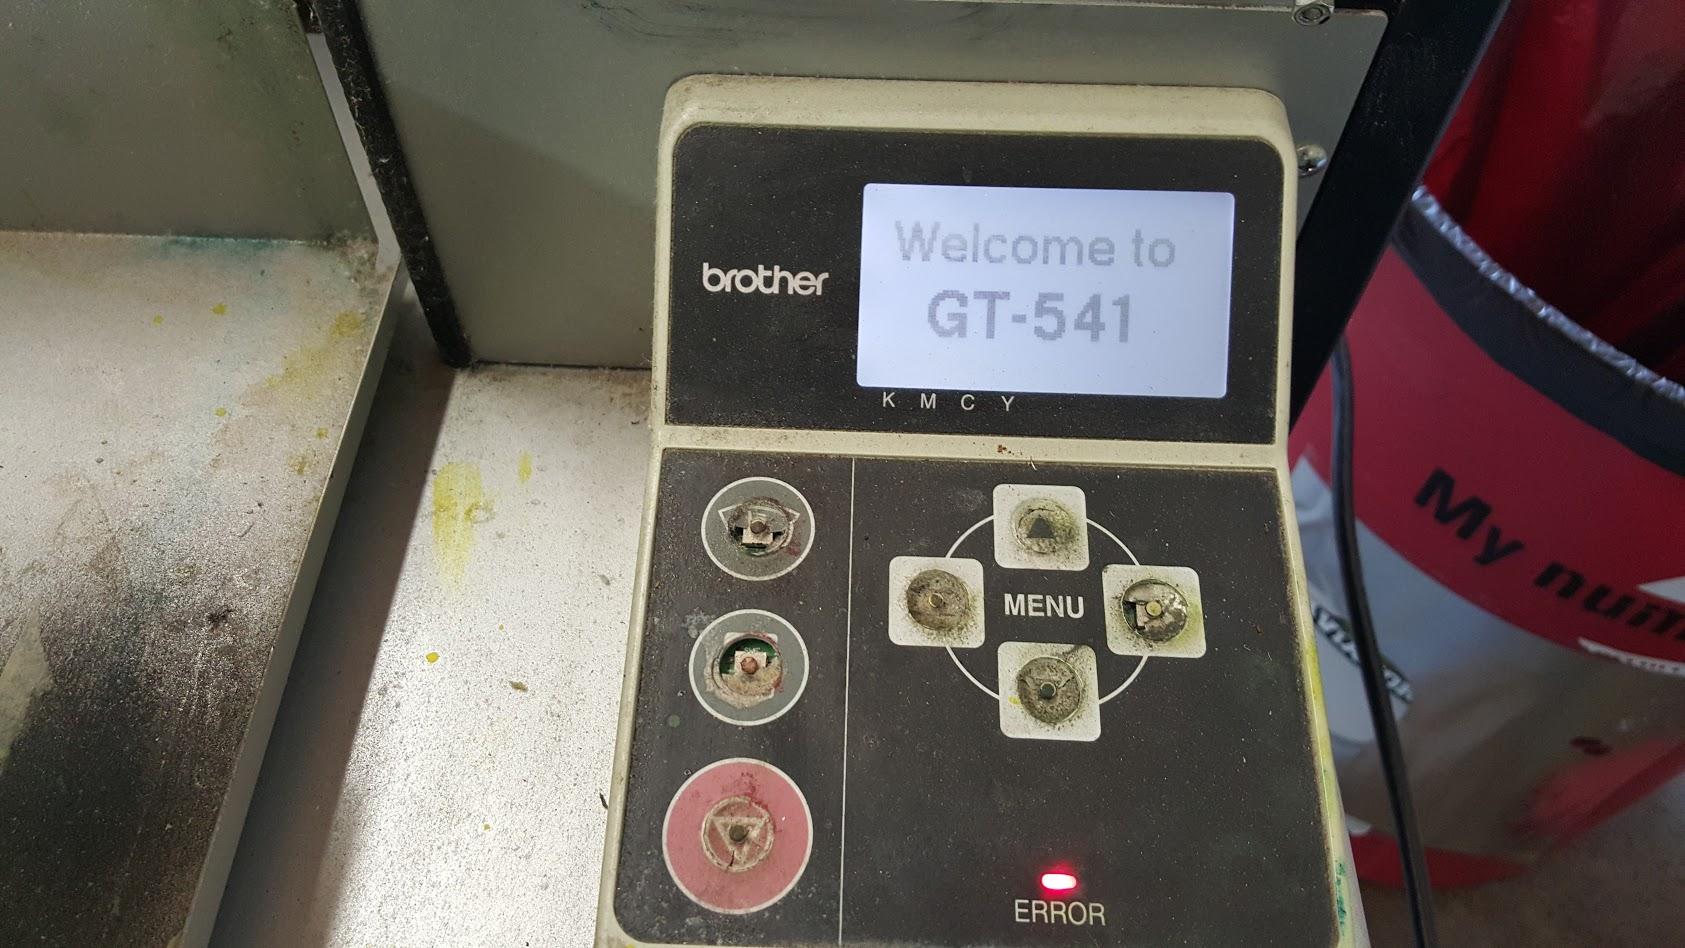 brother
Welcome to
GT-541
K M C Y
MENU
ERROR
My num